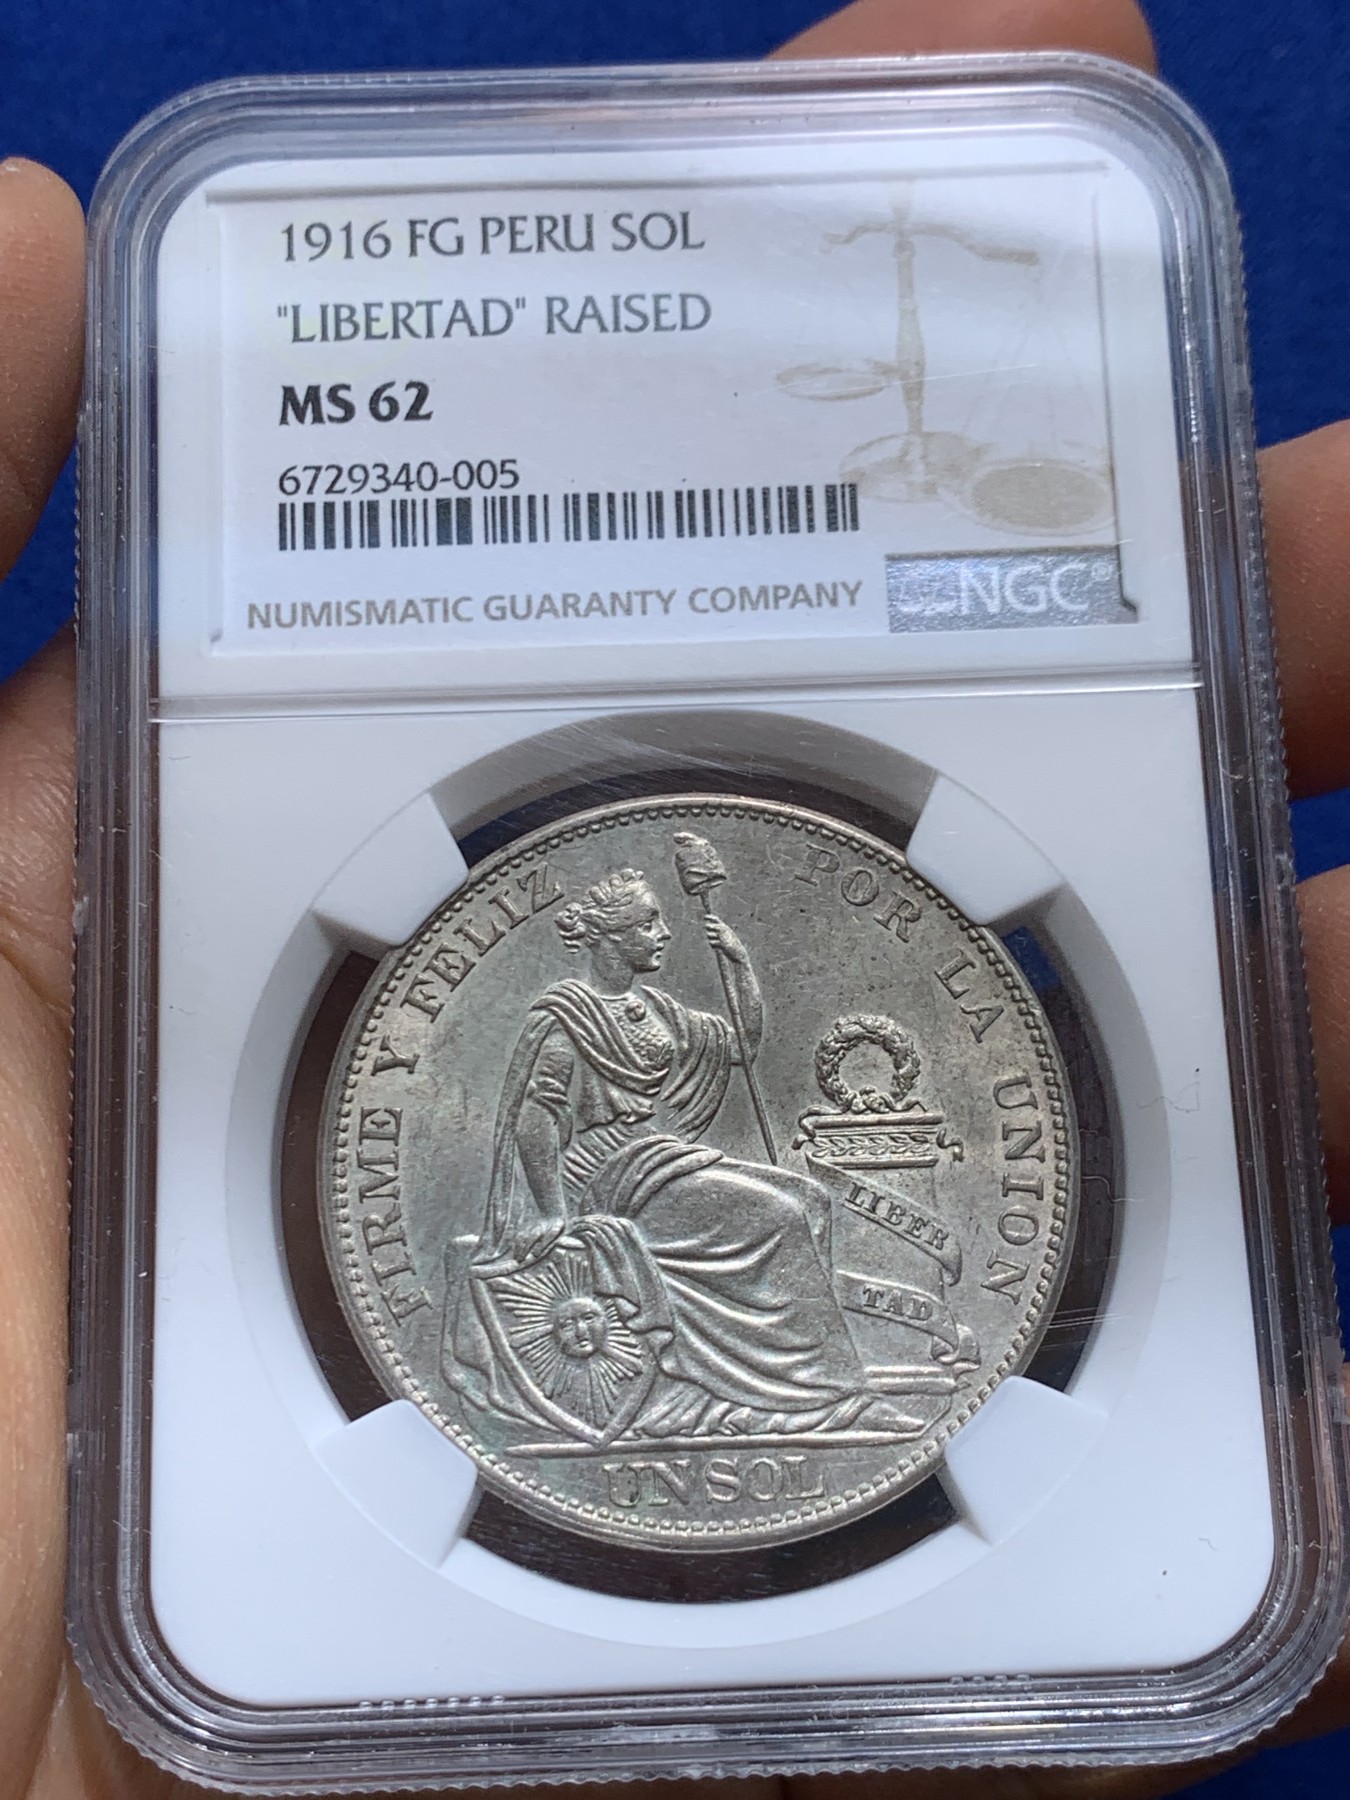 1916 FG PERU SOL
"LIBERTAD" RAISED
MS 62
6729340-005
NUMISMATIC GUARANTY COMPANY
NGC®
FIRME Y FELIZ POR LA UNION
LIBER
TAD
UN SOL